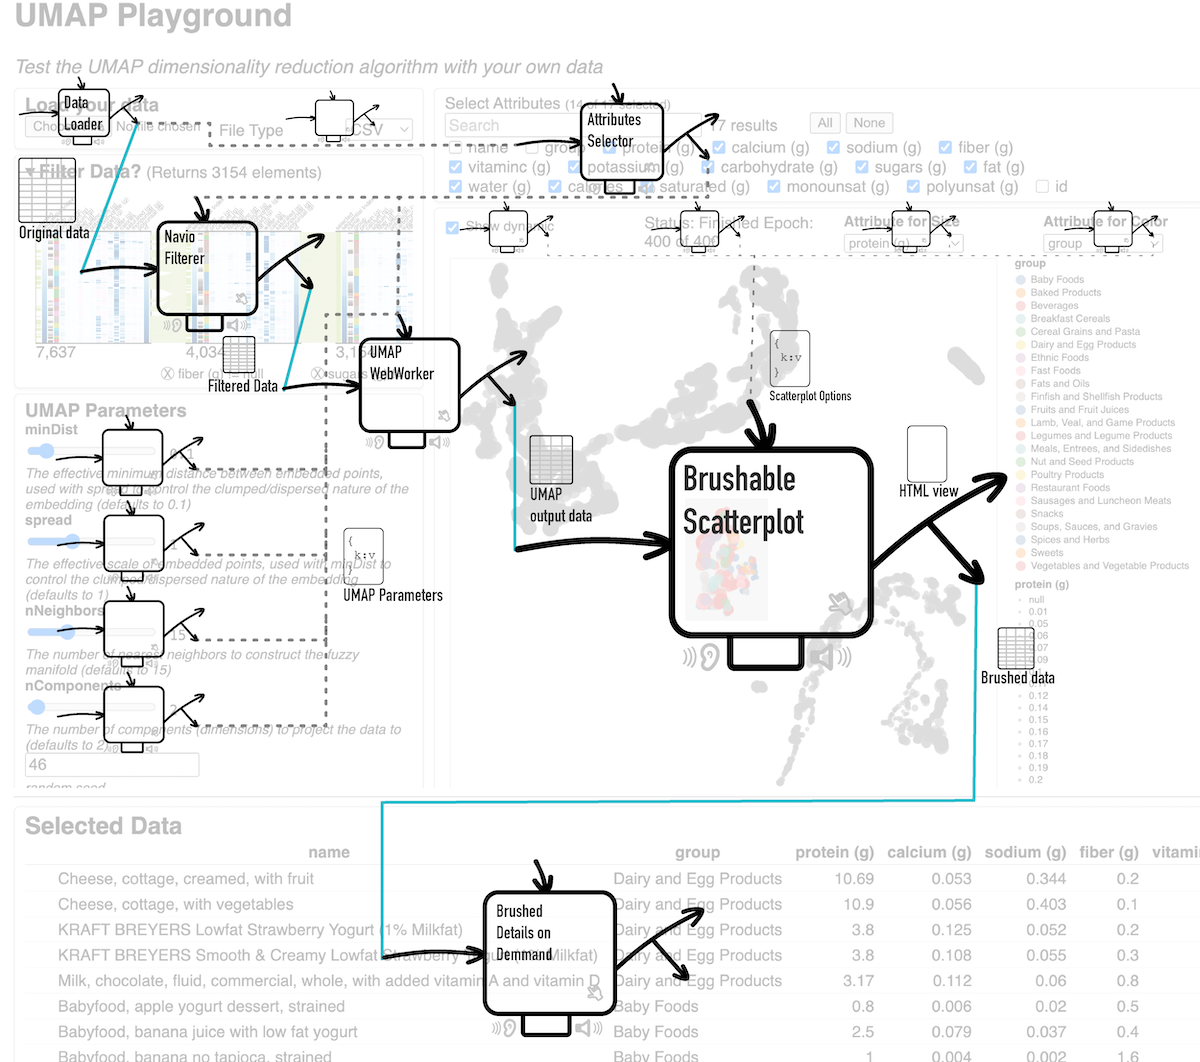 UMAP Playground
Test the UMAP dimensionality reduction algorithm with your own data
Load your data
Data
Loader
No file chosen
File Type
CSV
Select Attributes (14 of 17 selected)
Search
17 results
All
None
Attributes
Selector
name
group
protein (g)
calcium (g)
sodium (g)
fiber (g)
vitaminc (g)
potassium (g)
carbohydrate (g)
sugars (g)
fat (g)
water (g)
calories
saturated (g)
monounsat (g)
polyunsat (g)
id
Filter Data? (Returns 3154 elements)
Original data
Navio
Filterer
7,637
4,034
fiber (g)
null
sugars
Filtered Data
Show dynamic
Status: Finished Epoch:
400 of 400
Attribute for Size
protein (g)
Attribute for Color
group
UMAP
WebWorker
{
k:v
}
Scatterplot Options
UMAP
output data
Brushable
Scatterplot
HTML view
Brushed data
UMAP Parameters
minDist
The effective minimum distance between embedded points,
used with spread to control the clumped/dispersed nature of the
embedding (defaults to 0.1)
spread
The effective scale of embedded points, used with minDist to
control the clumped/dispersed nature of the embedding
(defaults to 1)
nNeighbors
15
The number of nearest neighbors to construct the fuzzy
manifold (defaults to 15)
nComponents
The number of components (dimensions) to project the data to
(defaults to 2)
46
random seed
{
k:v
}
UMAP Parameters
group
Baby Foods
Baked Products
Beverages
Breakfast Cereals
Cereal Grains and Pasta
Dairy and Egg Products
Ethnic Foods
Fast Foods
Fats and Oils
Finfish and Shellfish Products
Fruits and Fruit Juices
Lamb, Veal, and Game Products
Legumes and Legume Products
Meals, Entrees, and Sidedishes
Nut and Seed Products
Poultry Products
Restaurant Foods
Sausages and Luncheon Meats
Snacks
Soups, Sauces, and Gravies
Spices and Herbs
Sweets
Vegetables and Vegetable Products
protein (g)
null
0.01
0.05
.06
.07
.09
0.12
0.14
0.15
0.16
0.17
0.18
0.19
0.2
Selected Data
name group protein (g) calcium (g) sodium (g) fiber (g) vitami
Cheese, cottage, creamed, with fruit Dairy and Egg Products 10.69 0.053 0.344 0.2
Cheese, cottage, with vegetables Dairy and Egg Products 10.9 0.056 0.403 0.1
KRAFT BREYERS Lowfat Strawberry Yogurt (1% Milkfat) Dairy and Egg Products 3.8 0.125 0.052 0.2
KRAFT BREYERS Smooth & Creamy Lowfat Strawberry Milkfat) Dairy and Egg Products 3.8 0.108 0.055 0.3
Milk, chocolate, fluid, commercial, whole, with added vitamin A and vitamin D Dairy and Egg Products 3.17 0.112 0.06 0.8
Babyfood, apple yogurt dessert, strained Baby Foods 0.8 0.006 0.02 0.5
Babyfood, banana juice with low fat yogurt Baby Foods 2.5 0.079 0.037 0.4
Babyfood, banana no tapioca, strained Baby Foods 1 0.004 0.002 1.6
Brushed
Details on
Demmand